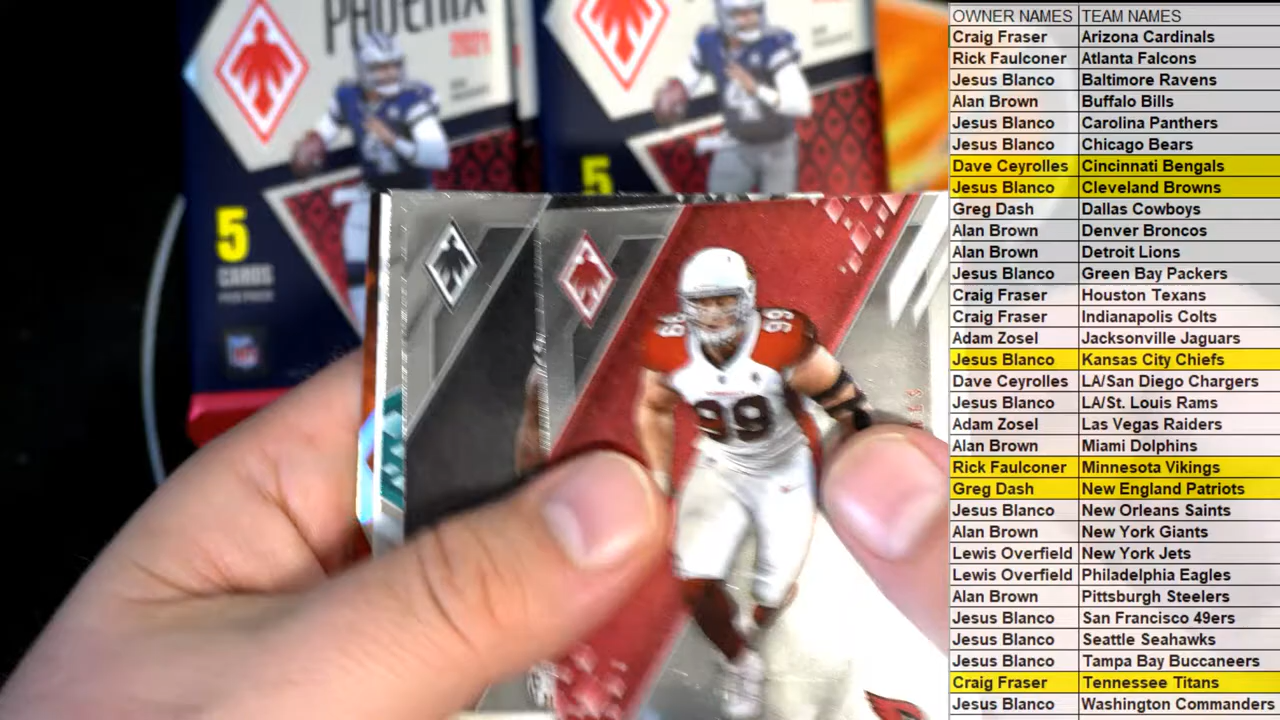 PHOENIX
2021
5
CARDS
PER PACK
NFL
5
99
99
99
OWNER NAMES TEAM NAMES
Craig Fraser Arizona Cardinals
Rick Faulconer Atlanta Falcons
Jesus Blanco Baltimore Ravens
Alan Brown Buffalo Bills
Jesus Blanco Carolina Panthers
Jesus Blanco Chicago Bears
Dave Ceyrolles Cincinnati Bengals
Jesus Blanco Cleveland Browns
Greg Dash Dallas Cowboys
Alan Brown Denver Broncos
Alan Brown Detroit Lions
Jesus Blanco Green Bay Packers
Craig Fraser Houston Texans
Craig Fraser Indianapolis Colts
Adam Zosel Jacksonville Jaguars
Jesus Blanco Kansas City Chiefs
Dave Ceyrolles LA/San Diego Chargers
Jesus Blanco LA/St. Louis Rams
Adam Zosel Las Vegas Raiders
Alan Brown Miami Dolphins
Rick Faulconer Minnesota Vikings
Greg Dash New England Patriots
Jesus Blanco New Orleans Saints
Alan Brown New York Giants
Lewis Overfield New York Jets
Lewis Overfield Philadelphia Eagles
Alan Brown Pittsburgh Steelers
Jesus Blanco San Francisco 49ers
Jesus Blanco Seattle Seahawks
Jesus Blanco Tampa Bay Buccaneers
Craig Fraser Tennessee Titans
Jesus Blanco Washington Commanders